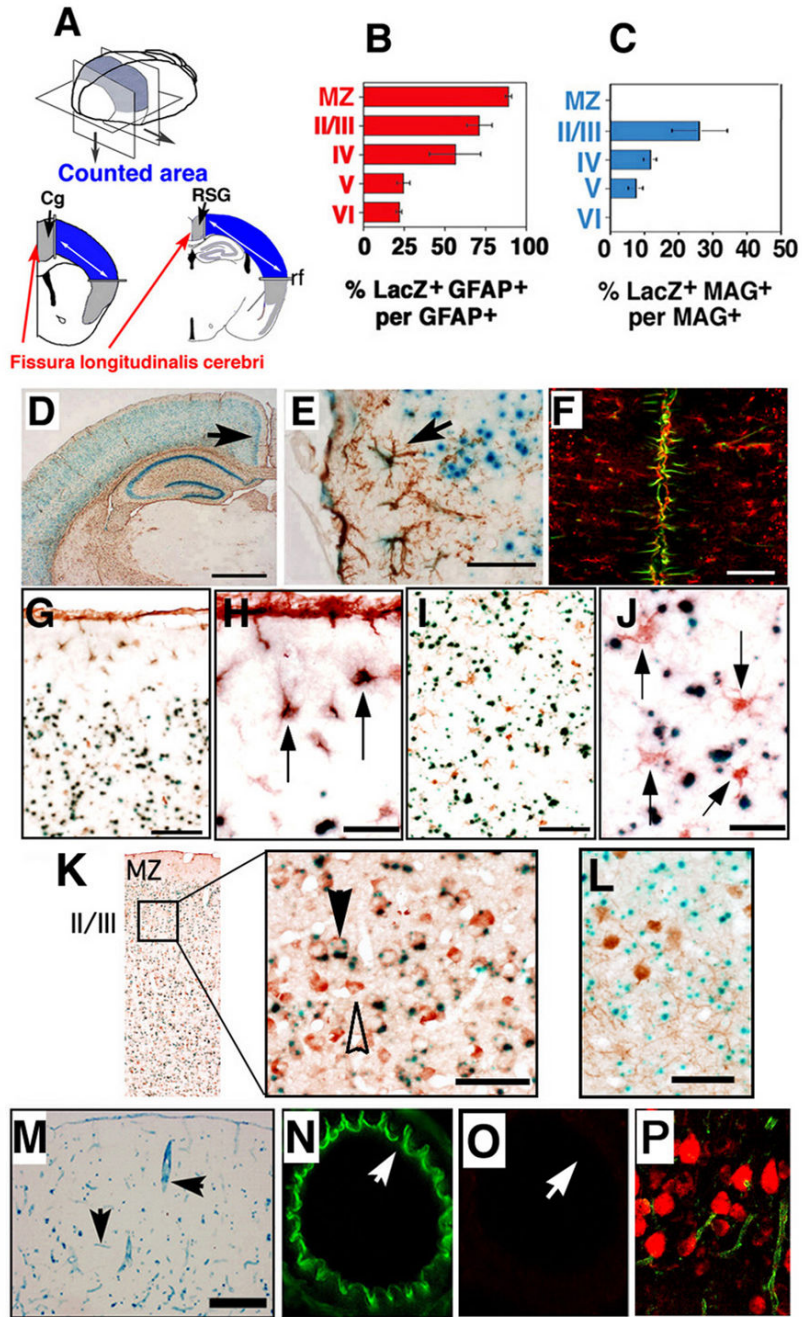 A
Counted area
Cg
RSG
rf
Fissura longitudinalis cerebri
B
MZ
II/III
IV
V
VI
0 25 50 75 100
% LacZ+ GFAP+
per GFAP+
C
MZ
II/III
IV
V
VI
0 10 20 30 40 50
% LacZ+ MAG+
per MAG+
D
E
F
G
H
I
J
K
MZ
II/III
L
M
N
O
P